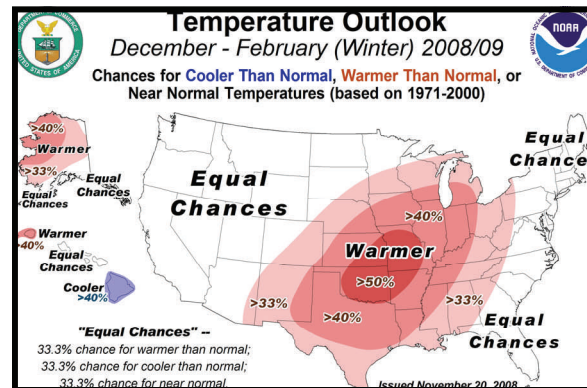 Temperature Outlook
December - February (Winter) 2008/09
Chances for Cooler Than Normal, Warmer Than Normal, or
Near Normal Temperatures (based on 1971-2000)
NOAA
>40%
Warmer
>33%
Equal
Chances
Equal
Chances
Warmer
>40%
Equal
Chances
Cooler
>40%
Equal
Chances
>40%
Warmer
>50%
>33%
>40%
>33%
Equal
Chances
Equal
Chances
"Equal Chances" --
33.3% chance for warmer than normal;
33.3% chance for cooler than normal;
33.3% chance for near normal.
Issued November 20, 2008